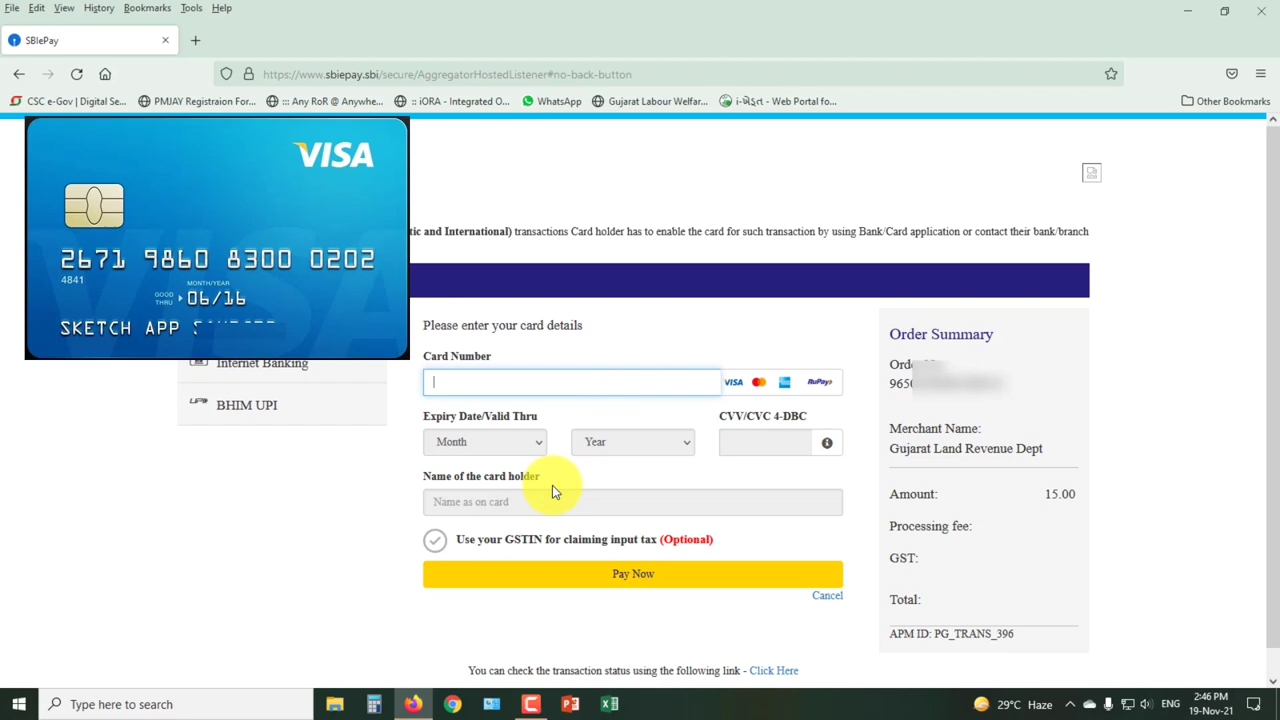 File Edit View History Bookmarks Tools Help
SBIePay
https://www.sbiepay.sbi/secure/AggregatorHostedListener#no-back-button
CSC e-Gov | Digital Se... PMJAY Registraion For... ::: Any RoR @ Anywhe... :: iORA - Integrated O... WhatsApp Gujarat Labour Welfar... i-ખેડૂત - Web Portal fo... Other Bookmarks
VISA
2671 9860 8300 0202
4841
MONTH/YEAR
GOOD THRU 06/16
SKETCH APP
tic and International) transactions Card holder has to enable the card for such transaction by using Bank/Card application or contact their bank/branch
Internet Banking
BHIM UPI
Please enter your card details
Card Number
VISA RuPay
Expiry Date/Valid Thru CVV/CVC 4-DBC
Month Year
Name of the card holder
Name as on card
Use your GSTIN for claiming input tax (Optional)
Pay Now
Cancel
Order Summary
965
Merchant Name:
Gujarat Land Revenue Dept
Amount: 15.00
Processing fee:
GST:
Total:
APM ID: PG_TRANS_396
You can check the transaction status using the following link - Click Here
Type here to search
29°C Haze ENG 2:46 PM
19-Nov-21